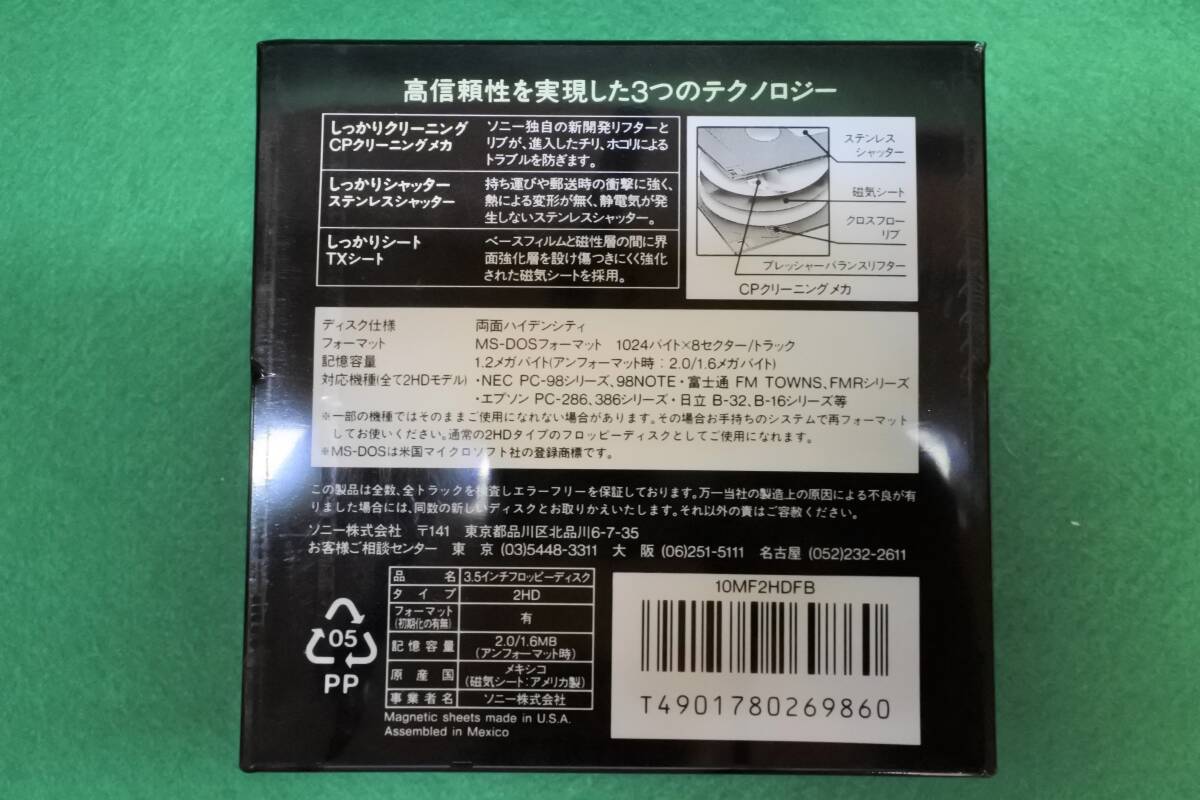 高信頼性を実現した3つのテクノロジー
しっかりクリーニング
CPクリーニングメカ
ソニー独自の新開発リフターと
リブが、進入したチリ、ホコリによる
トラブルを防ぎます。
しっかりシャッター
ステンレスシャッター
持ち運びや郵送時の衝撃に強く、
熱による変形が無く、静電気が発
生しないステンレスシャッター。
しっかりシート
TXシート
ベースフィルムと磁性層の間に界
面強化層を設け傷つきにくく強化
された磁気シートを採用。
ステンレス
シャッター
磁気シート
クロスフロー
リブ
プレッシャーバランスリフター
CPクリーニングメカ
ディスク仕様 両面ハイデンシティ
フォーマット MS-DOSフォーマット 1024バイト×8セクター/トラック
記憶容量 1.2メガバイト(アンフォーマット時:2.0/1.6メガバイト)
対応機種(全て2HDモデル) ・NEC PC-98シリーズ、98NOTE・富士通 FM TOWNS、FMRシリーズ
・エプソン PC-286、386シリーズ・日立 B-32、B-16シリーズ等
※一部の機種ではそのままご使用になれない場合があります。その場合お手持ちのシステムで再フォーマット
してお使いください。通常の2HDタイプのフロッピーディスクとしてご使用になれます。
※MS-DOSは米国マイクロソフト社の登録商標です。
この製品は全数、全トラックを検査しエラーフリーを保証しております。万一当社の製造上の原因による不良が有
りました場合には、同数の新しいディスクとお取りかえいたします。それ以外の責はご容赦ください。
ソニー株式会社 〒141 東京都品川区北品川6-7-35
お客様ご相談センター 東京 (03)5448-3311 大阪 (06)251-5111 名古屋 (052)232-2611
05
PP
品名 3.5インチフロッピーディスク
タイプ 2HD
フォーマット
(初期化の有無) 有
記憶容量 2.0/1.6MB
(アンフォーマット時)
原産国 メキシコ
(磁気シート:アメリカ製)
事業者名 ソニー株式会社
Magnetic sheets made in U.S.A.
Assembled in Mexico
10MF2HDFB
T4901780269860